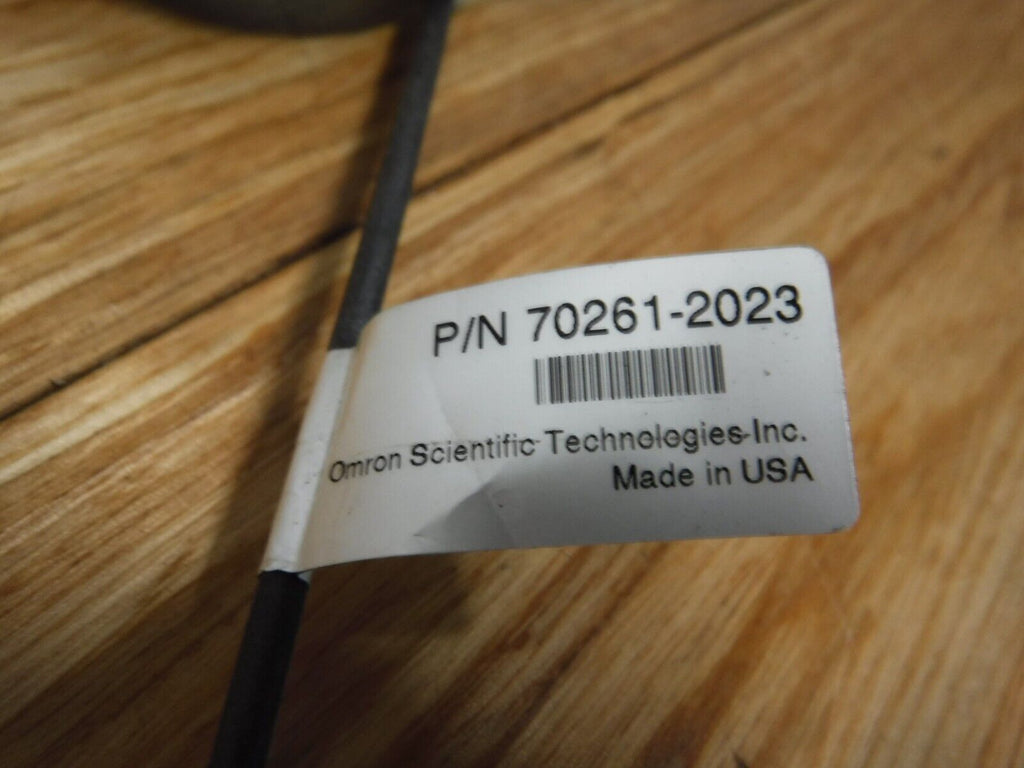 P/N 70261-2023
Omron Scientific Technologies Inc.
Made in USA